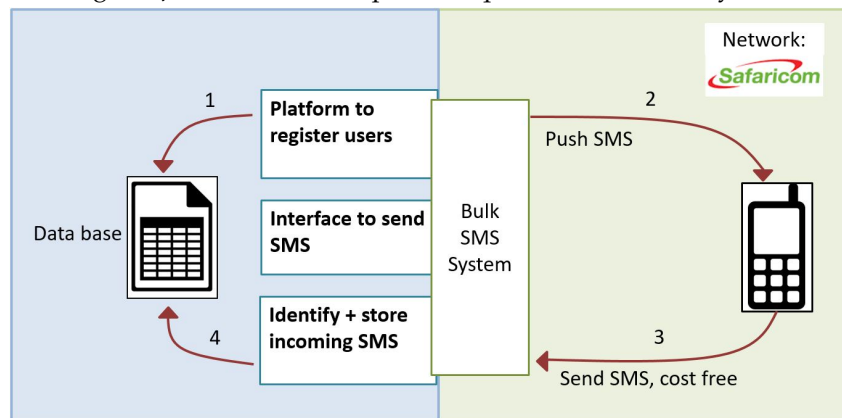 Network:
Safaricom
1
Platform to
register users
2
Push SMS
Data base
Interface to send
SMS
Bulk
SMS
System
Identify + store
incoming SMS
4
3
Send SMS, cost free